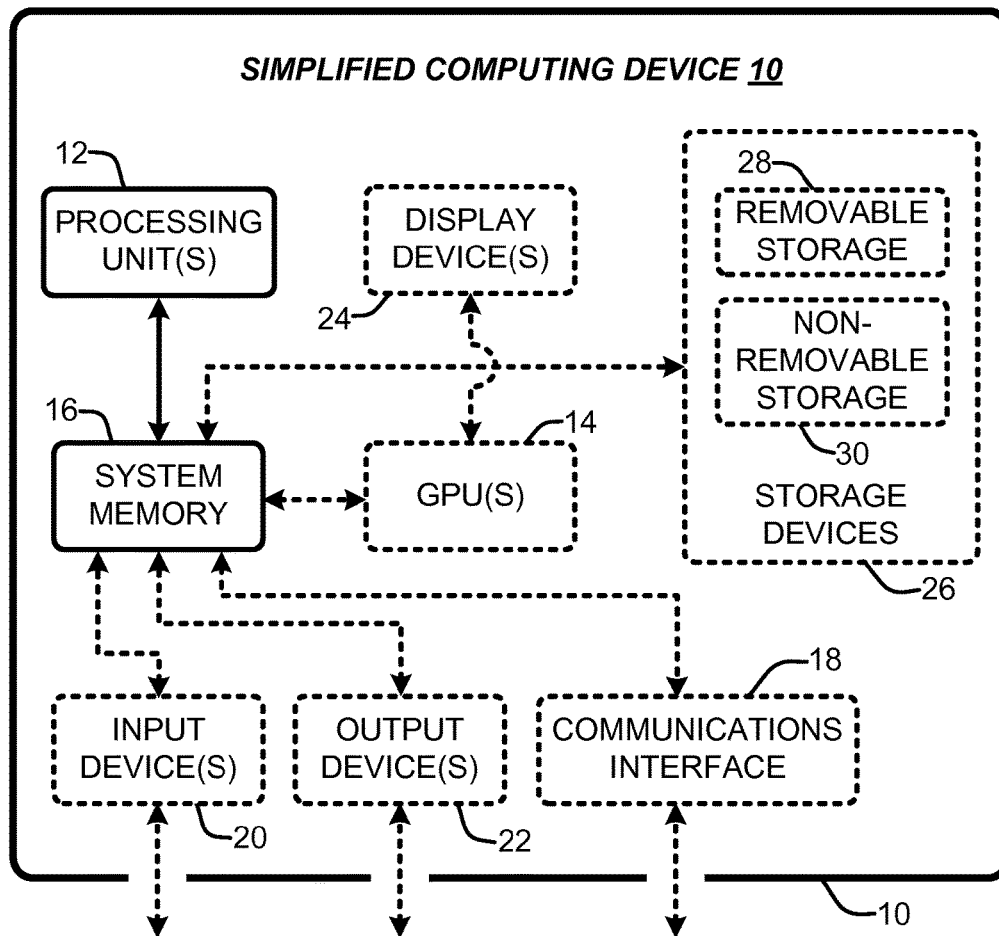 SIMPLIFIED COMPUTING DEVICE 10
12
PROCESSING
UNIT(S)
DISPLAY
DEVICE(S)
24
28
REMOVABLE
STORAGE
NON-
REMOVABLE
STORAGE
30
STORAGE
DEVICES
26
16
SYSTEM
MEMORY
14
GPU(S)
INPUT
DEVICE(S)
20
OUTPUT
DEVICE(S)
22
18
COMMUNICATIONS
INTERFACE
10